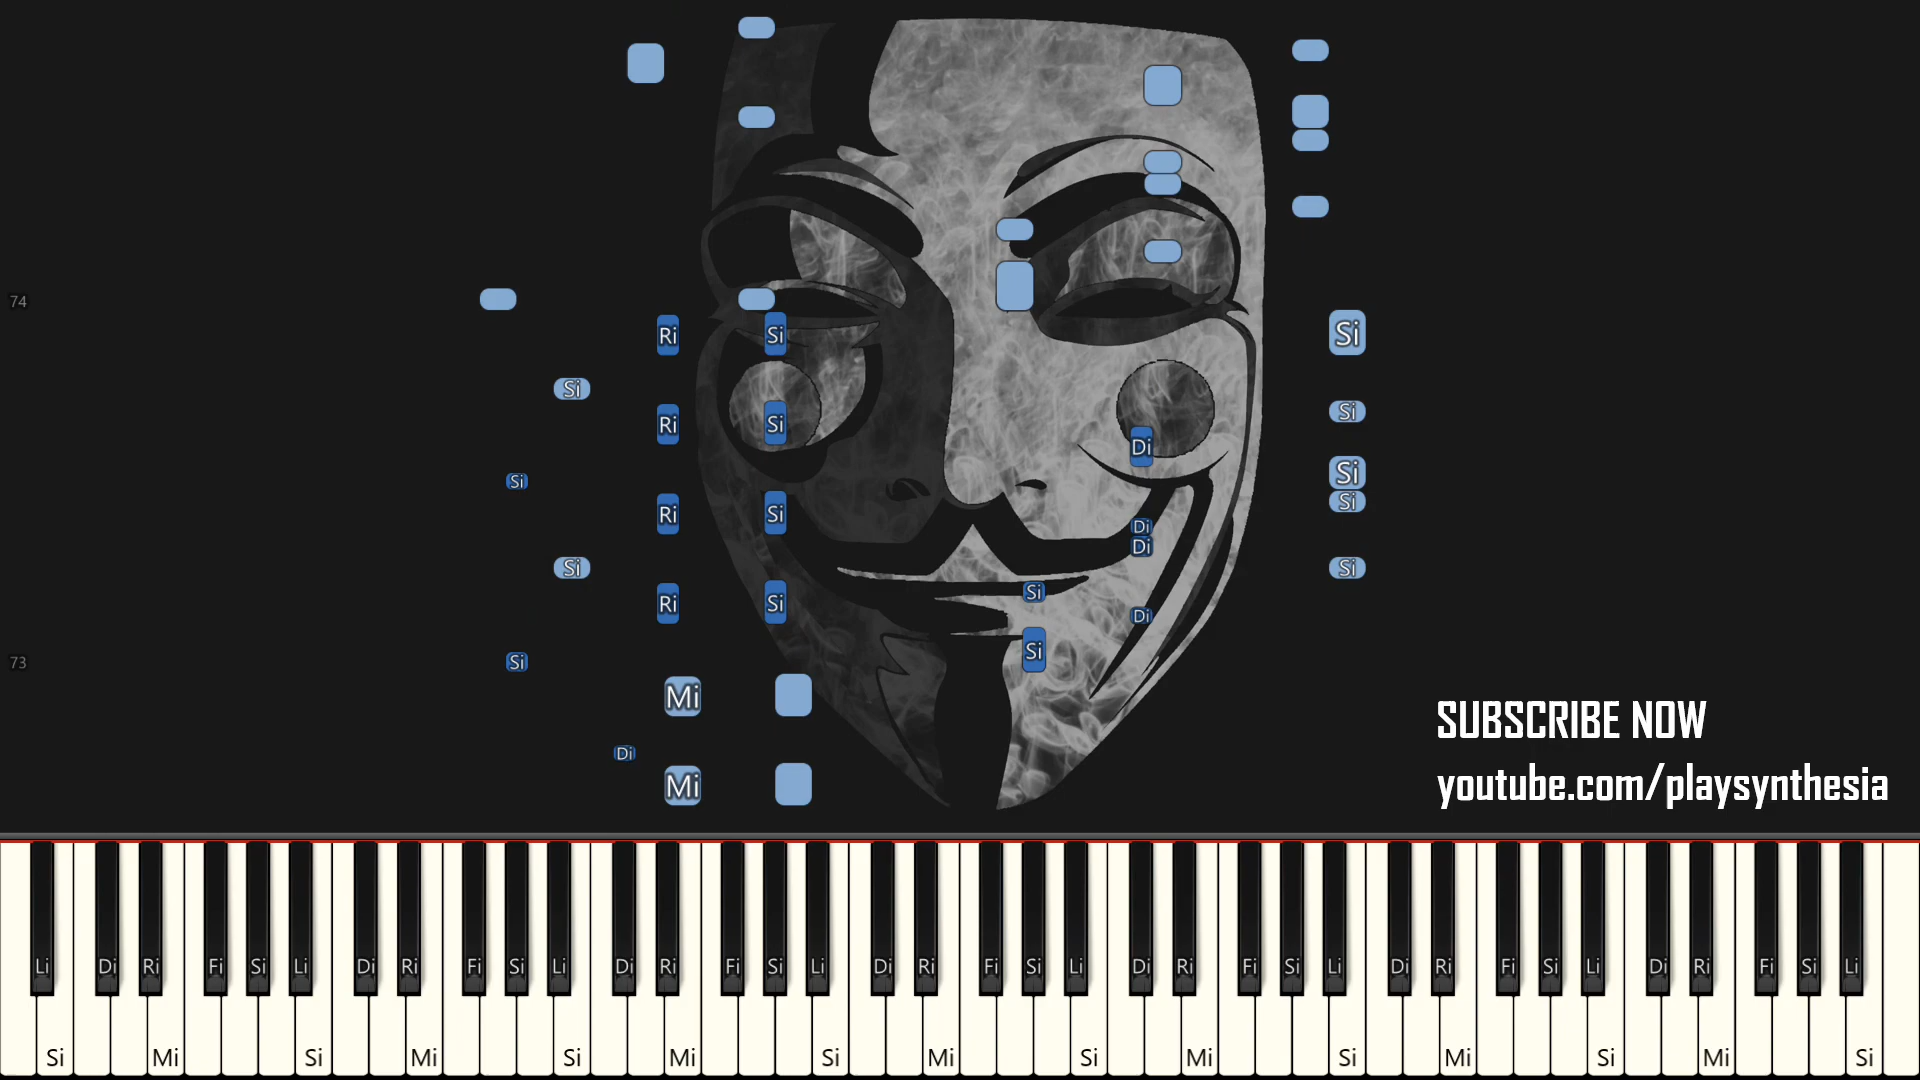 74
Ri Si Si
Si Si
Ri Si Di
Si Si
Si
Ri Si Di
Di
Si Si
Ri Si Si Di
Si Si
73
Mi
SUBSCRIBE NOW
Di
Mi
youtube.com/playsynthesia
Li Di Ri Fi Si Li Di Ri Fi Si Li Di Ri Fi Si Li Di Ri Fi Si Li Di Ri Fi Si Li Di Ri Fi Si Li Di Ri Fi Si Li
Si Mi Si Mi Si Mi Si Mi Si Mi Si Mi Si Mi Si